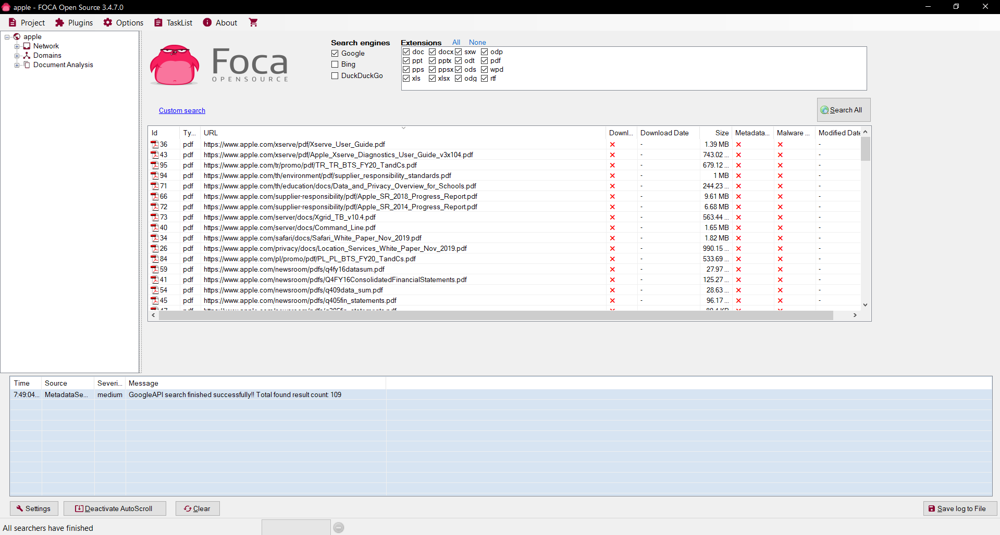 apple - FOCA Open Source 3.4.7.0
Project Plugins Options TaskList About
apple
Network
Domains
Document Analysis
Foca
OPENSOURCE
Search engines
Google
Bing
DuckDuckGo
Extensions All None
doc docx sxw odp
ppt pptx odt pdf
pps ppsx ods wpd
xls xlsx odg rtf
Custom search
Search All
Id Ty... URL Downl... Download Date Size Metadata... Malware ... Modified Date
36 pdf https://www.apple.com/xserve/pdf/Xserve_User_Guide.pdf - 1.39 MB -
43 pdf https://www.apple.com/xserve/pdf/Apple_Xserve_Diagnostics_User_Guide_v3x104.pdf - 743.02 ... -
95 pdf https://www.apple.com/tr/promo/pdf/TR_TR_BTS_FY20_TandCs.pdf - 679.12 ... -
94 pdf https://www.apple.com/th/environment/pdf/supplier_responsibility_standards.pdf - 1 MB -
71 pdf https://www.apple.com/th/education/docs/Data_and_Privacy_Overview_for_Schools.pdf - 244.23 ... -
66 pdf https://www.apple.com/supplier-responsibility/pdf/Apple_SR_2018_Progress_Report.pdf - 9.61 MB -
72 pdf https://www.apple.com/supplier-responsibility/pdf/Apple_SR_2014_Progress_Report.pdf - 6.68 MB -
73 pdf https://www.apple.com/server/docs/Xgrid_TB_v10.4.pdf - 563.44 ... -
40 pdf https://www.apple.com/server/docs/Command_Line.pdf - 1.65 MB -
34 pdf https://www.apple.com/safari/docs/Safari_White_Paper_Nov_2019.pdf - 1.82 MB -
26 pdf https://www.apple.com/privacy/docs/Location_Services_White_Paper_Nov_2019.pdf - 990.15 ... -
84 pdf https://www.apple.com/pl/promo/pdf/PL_PL_BTS_FY20_TandCs.pdf - 533.69 ... -
59 pdf https://www.apple.com/newsroom/pdfs/q4fy16datasum.pdf - 27.97 ... -
41 pdf https://www.apple.com/newsroom/pdfs/Q4FY16ConsolidatedFinancialStatements.pdf - 125.27 ... -
54 pdf https://www.apple.com/newsroom/pdfs/q409data_sum.pdf - 28.63 ... -
45 pdf https://www.apple.com/newsroom/pdfs/q405fin_statements.pdf - 96.17 ... -
Time Source Severi... Message
7:49:04... MetadataSe... medium GoogleAPI search finished successfully!! Total found result count: 109
Settings Deactivate AutoScroll Clear Save log to File
All searchers have finished